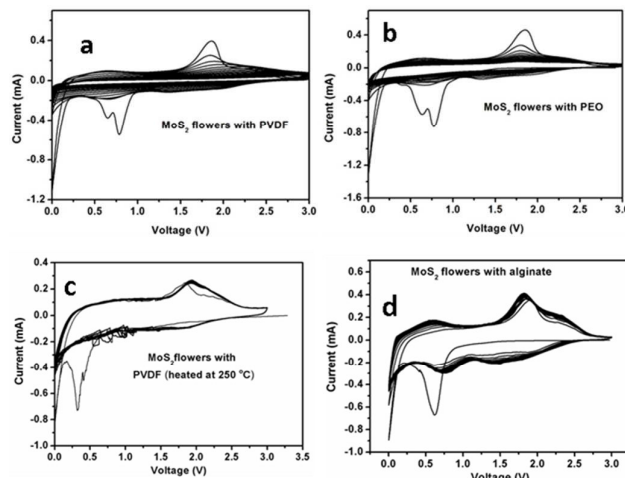 a
0.4
0.0
-0.4
-0.8
-1.2
Current (mA)
MoS2 flowers with PVDF
0.0 0.5 1.0 1.5 2.0 2.5 3.0
Voltage (V)
b
0.4
0.0
-0.4
-0.8
-1.2
-1.6
Current (mA)
MoS2 flowers with PEO
0.0 0.5 1.0 1.5 2.0 2.5 3.0
Voltage (V)
c
0.4
0.2
0.0
-0.2
-0.4
-0.6
-0.8
-1.0
Current (mA)
MoS2flowers with
PVDF (heated at 250 °C)
0.0 0.5 1.0 1.5 2.0 2.5 3.0 3.5
Voltage (V)
MoS2 flowers with alginate
d
0.6
0.4
0.2
0.0
-0.2
-0.4
-0.6
-0.8
-1.0
Current (mA)
0.0 0.5 1.0 1.5 2.0 2.5 3.0
Voltage (V)